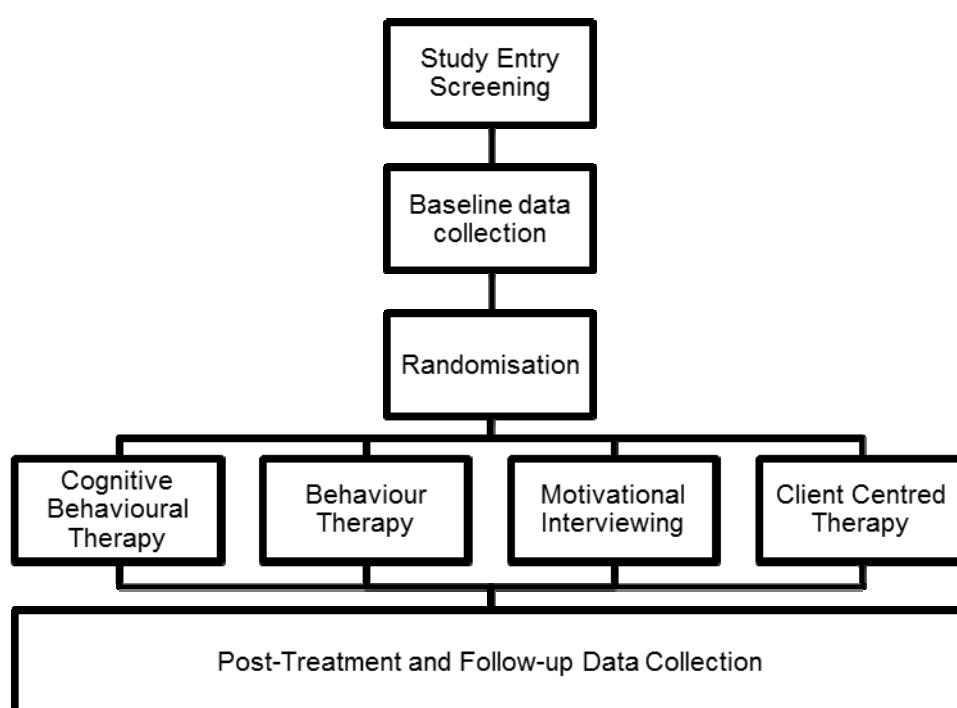 Study Entry
Screening
Baseline data
collection
Randomisation
Cognitive
Behavioural
Therapy
Behaviour
Therapy
Motivational
Interviewing
Client Centred
Therapy
Post-Treatment and Follow-up Data Collection